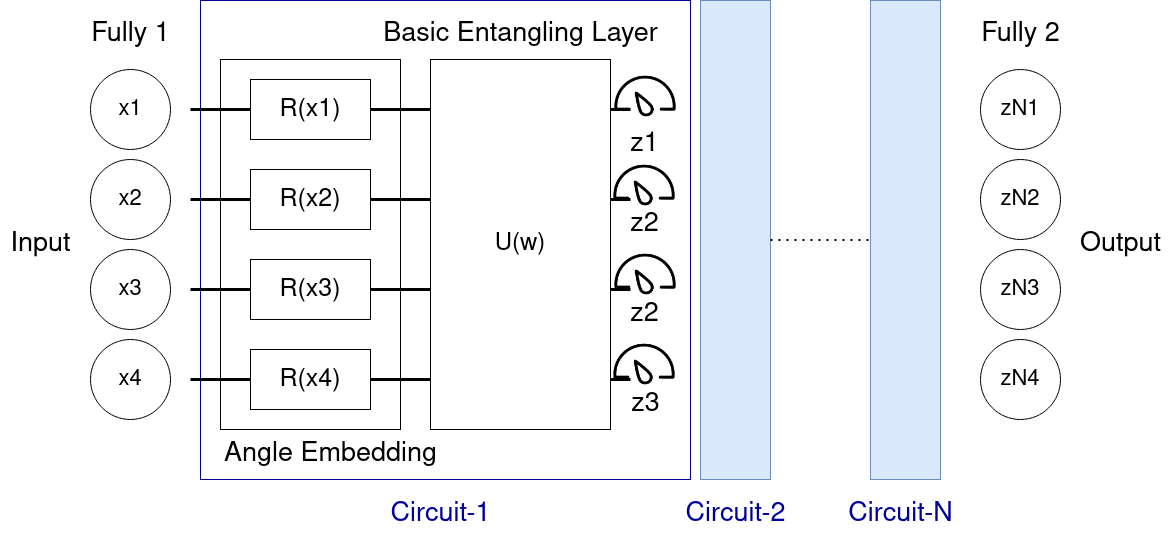 Fully 1
Basic Entangling Layer
Fully 2
x1
R(x1)
z1
zN1
x2
R(x2)
z2
zN2
Input
U(w)
Output
x3
R(x3)
z2
zN3
x4
R(x4)
z3
zN4
Angle Embedding
Circuit-1
Circuit-2
Circuit-N